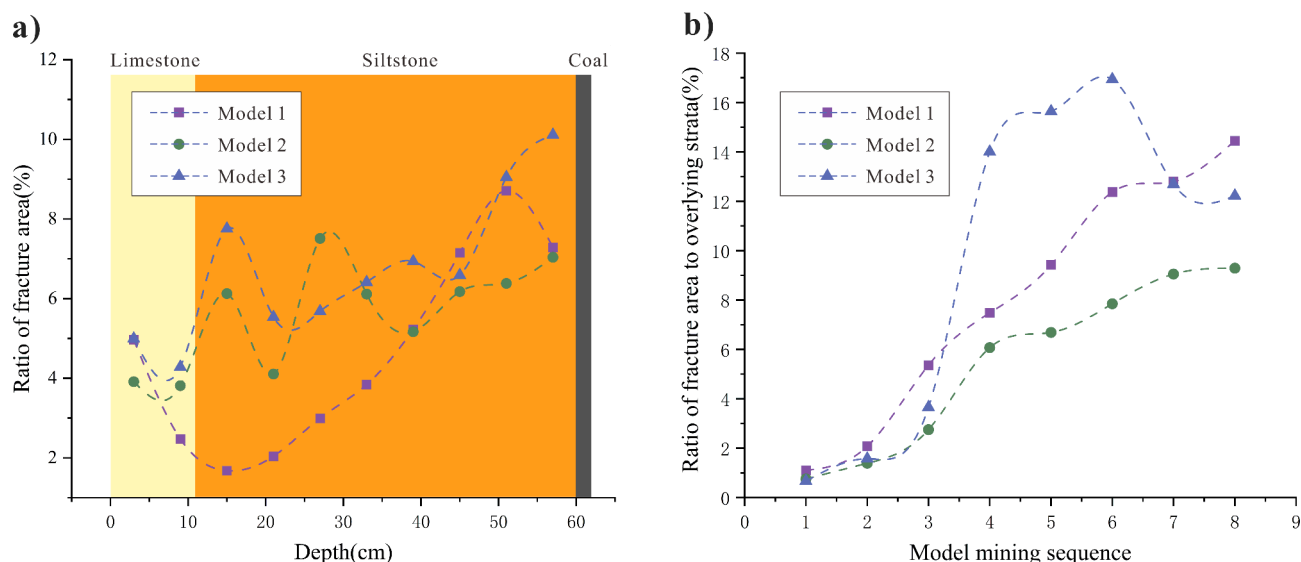 a)
Limestone Siltstone Coal
Model 1
Model 2
Model 3
12
10
8
6
4
2
0 10 20 30 40 50 60
Depth(cm)
Ratio of fracture area(%)
b)
Model 1
Model 2
Model 3
18
16
14
12
10
8
6
4
2
0
0 1 2 3 4 5 6 7 8 9
Model mining sequence
Ratio of fracture area to overlying strata(%)